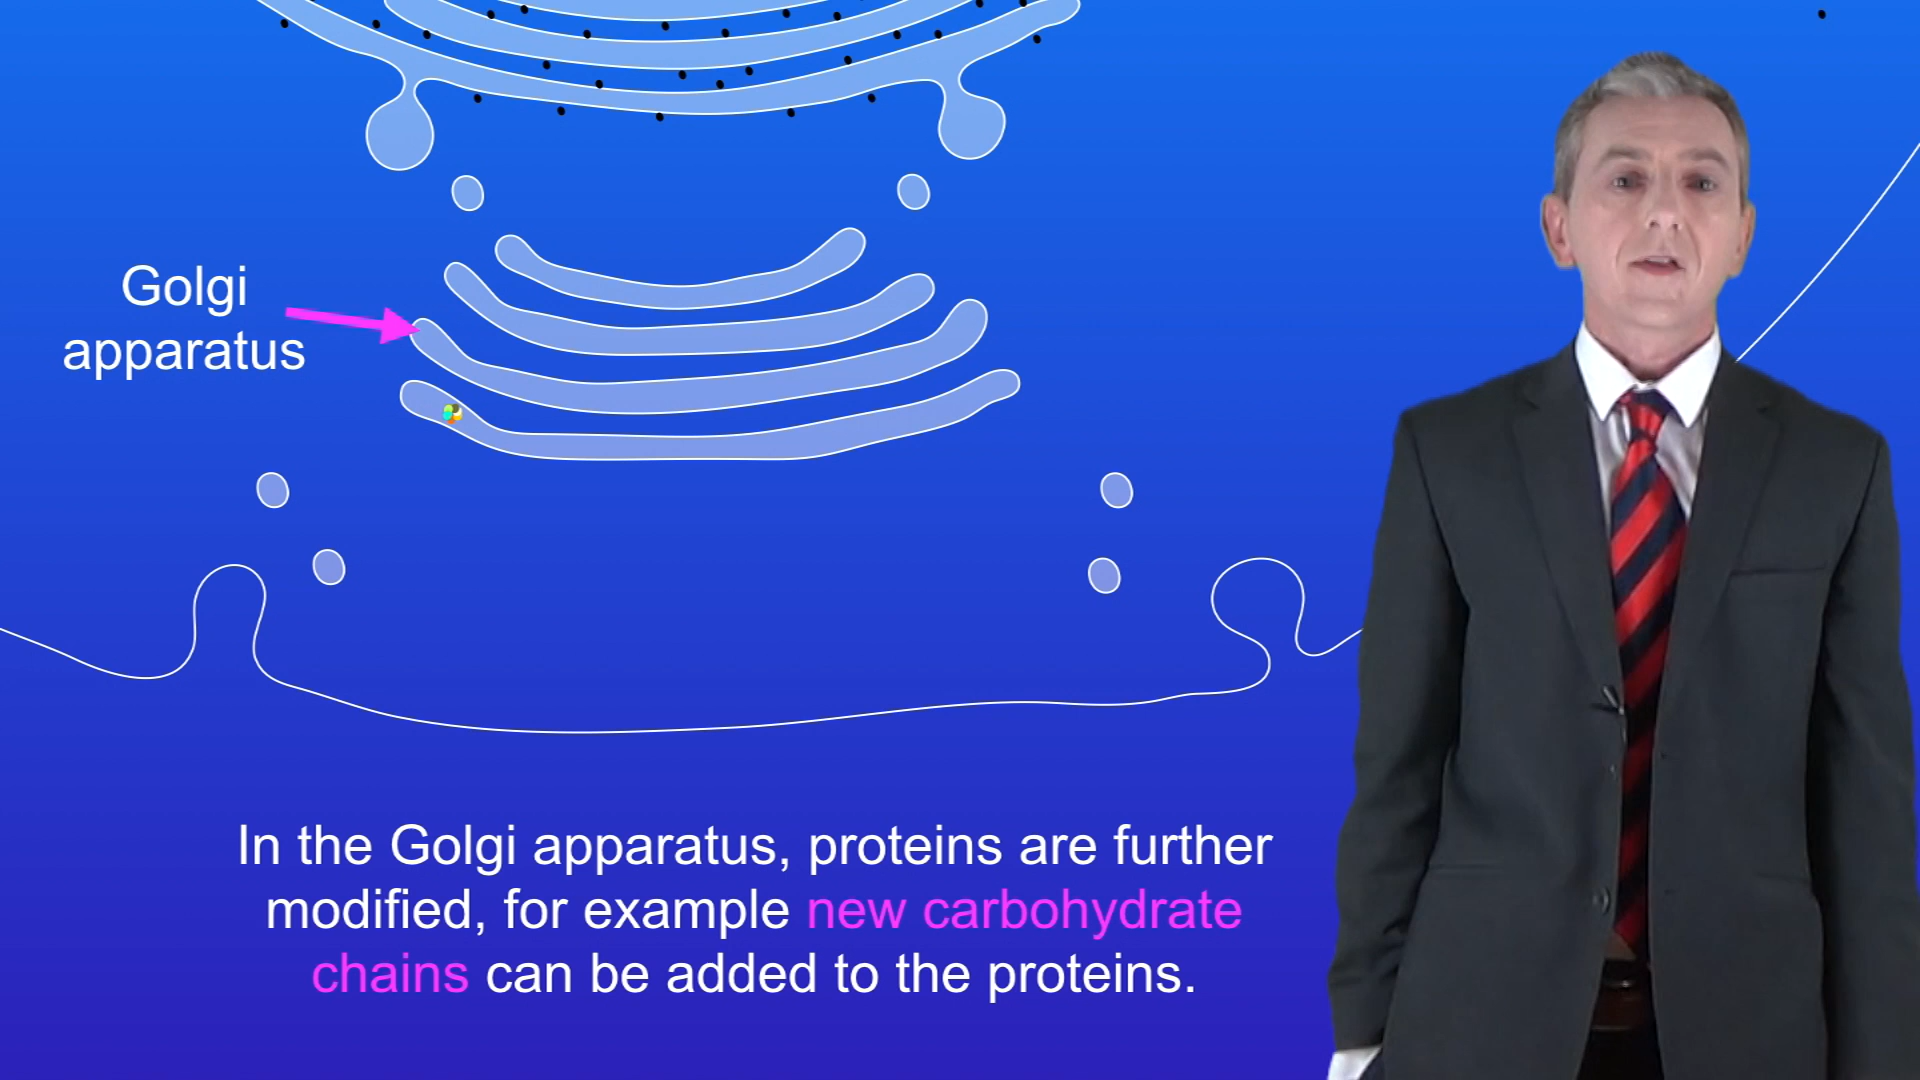 Golgi
apparatus
In the Golgi apparatus, proteins are further
modified, for example new carbohydrate
chains can be added to the proteins.